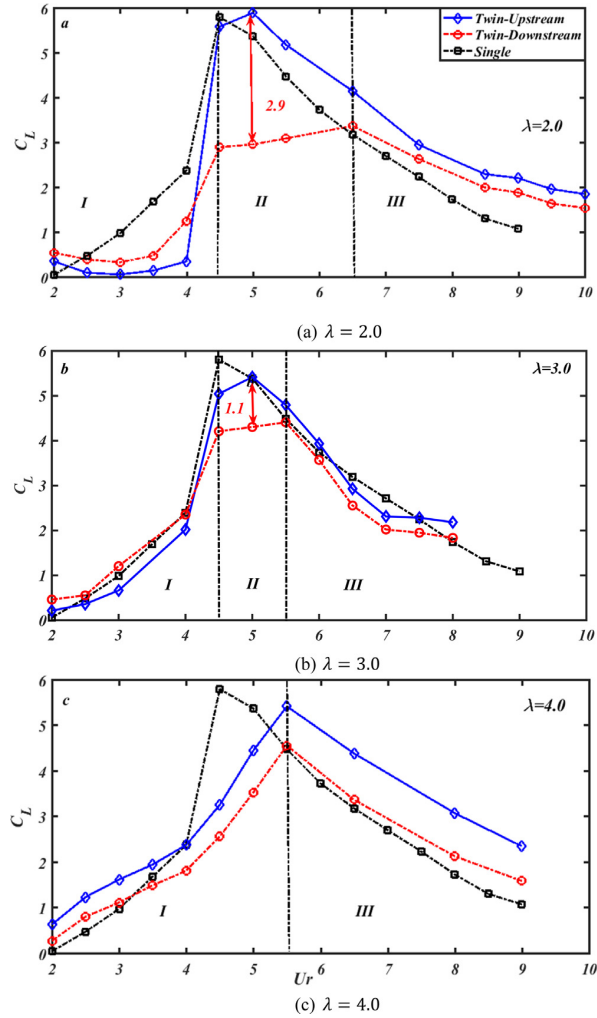 a
Twin-Upstream
Twin-Downstream
Single
λ=2.0
2.9
I II III
C_L
0 1 2 3 4 5 6
2 3 4 5 6 7 8 9 10
(a) λ = 2.0
b
λ=3.0
1.1
I II III
C_L
0 1 2 3 4 5 6
2 3 4 5 6 7 8 9 10
(b) λ = 3.0
c
λ=4.0
I III
C_L
0 1 2 3 4 5 6
2 3 4 5 6 7 8 9 10
Ur
(c) λ = 4.0